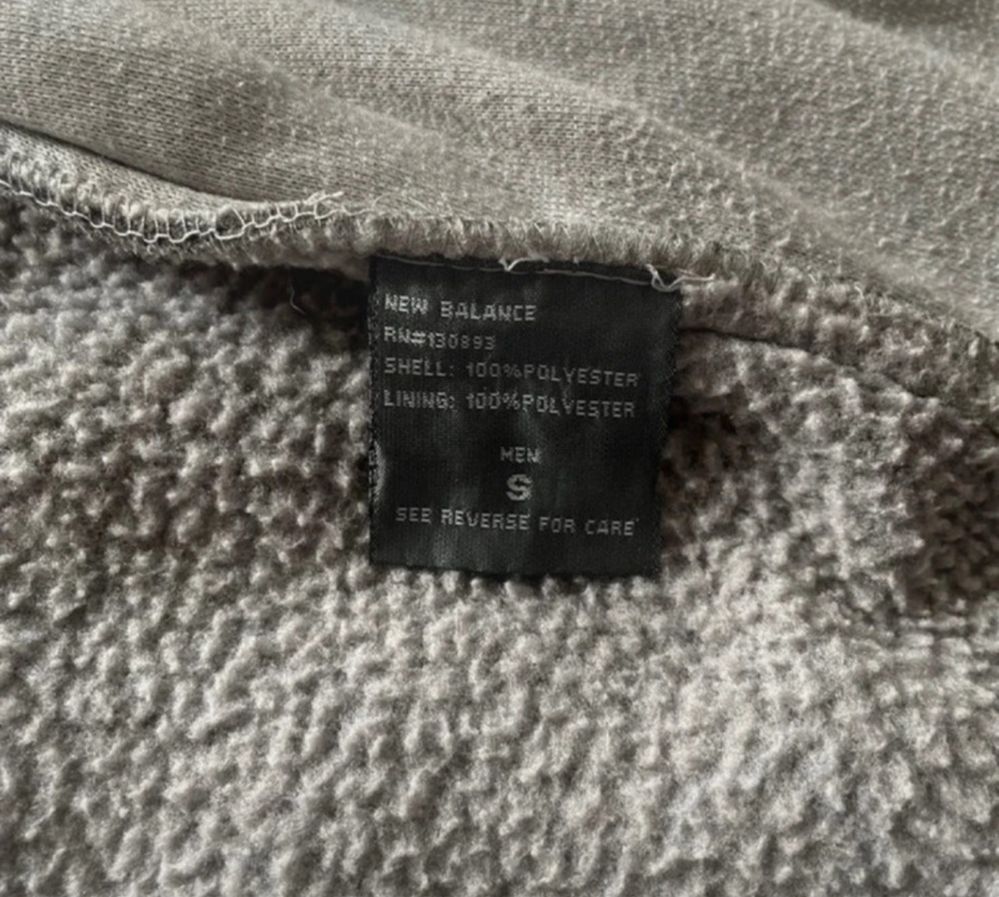 NEW BALANCE
RN#130893
SHELL: 100%POLYESTER
LINING: 100%POLYESTER
MEN
S
SEE REVERSE FOR CARE